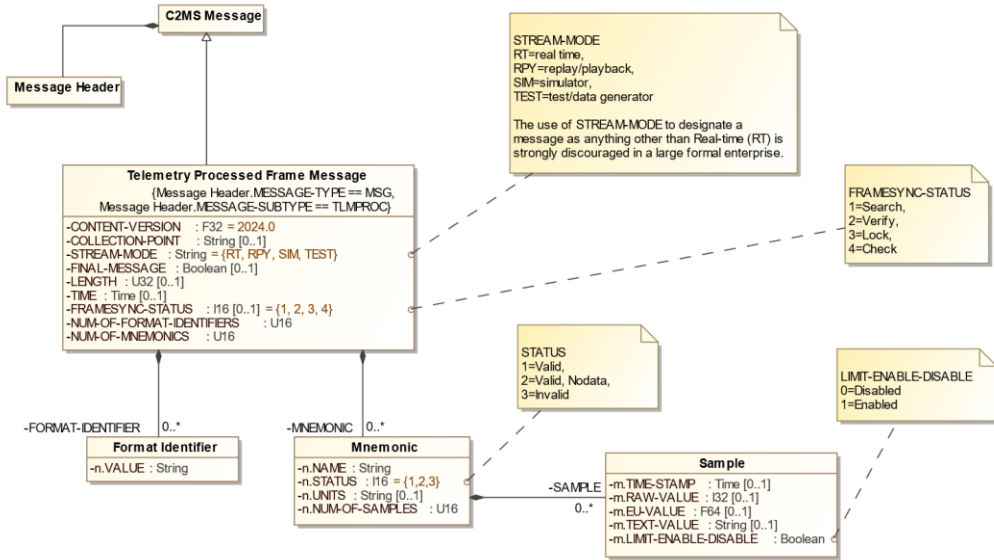 C2MS Message
Message Header
STREAM-MODE
RT=real time,
RPY=replay/playback,
SIM=simulator,
TEST=test/data generator
The use of STREAM-MODE to designate a
message as anything other than Real-time (RT) is
strongly discouraged in a large formal enterprise.
Telemetry Processed Frame Message
{Message Header.MESSAGE-TYPE == MSG,
Message Header.MESSAGE-SUBTYPE == TLMPROC}
-CONTENT-VERSION : F32 = 2024.0
-COLLECTION-POINT : String [0..1]
-STREAM-MODE : String = {RT, RPY, SIM, TEST}
-FINAL-MESSAGE : Boolean [0..1]
-LENGTH : U32 [0..1]
-TIME : Time [0..1]
-FRAMESYNC-STATUS : I16 [0..1] = {1, 2, 3, 4}
-NUM-OF-FORMAT-IDENTIFIERS : U16
-NUM-OF-MNEMONICS : U16
FRAMESYNC-STATUS
1=Search,
2=Verify,
3=Lock,
4=Check
STATUS
1=Valid,
2=Valid, Nodata,
3=Invalid
LIMIT-ENABLE-DISABLE
0=Disabled
1=Enabled
-FORMAT-IDENTIFIER 0..*
Format Identifier
-n.VALUE : String
-MNEMONIC 0..*
Mnemonic
-n.NAME : String
-n.STATUS : I16 = {1,2,3}
-n.UNITS : String [0..1]
-n.NUM-OF-SAMPLES : U16
-SAMPLE
0..*
Sample
-m.TIME-STAMP : Time [0..1]
-m.RAW-VALUE : I32 [0..1]
-m.EU-VALUE : F64 [0..1]
-m.TEXT-VALUE : String [0..1]
-m.LIMIT-ENABLE-DISABLE : Boolean